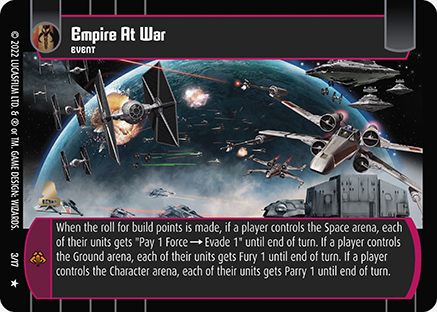 Empire At War
EVENT
© 2022 LUCASFILM LTD. & ® or TM. GAME DESIGN: WIZARDS.
3/17
When the roll for build points is made, if a player controls the Space arena, each
of their units gets "Pay 1 Force → Evade 1" until end of turn. If a player controls
the Ground arena, each of their units gets Fury 1 until end of turn. If a player
controls the Character arena, each of their units gets Parry 1 until end of turn.